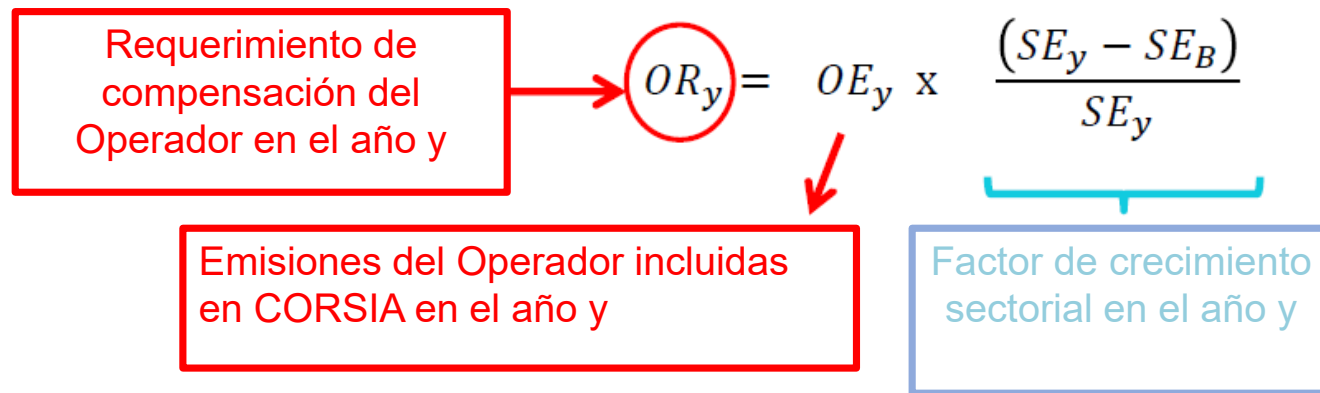 Requerimiento de
compensación del
Operador en el año y
OR_y = OE_y x (SE_y − SE_B) / SE_y
Emisiones del Operador incluidas
en CORSIA en el año y
Factor de crecimiento
sectorial en el año y